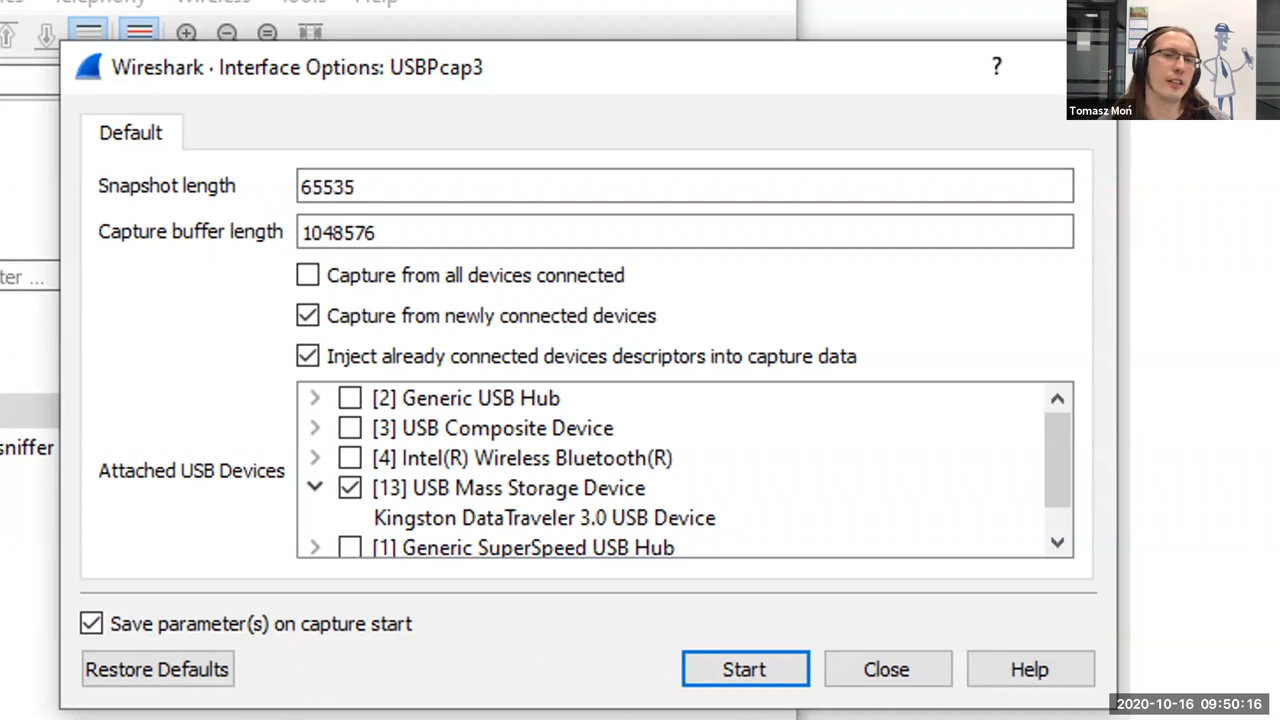 Telephony Wireless Tools Help
Wireshark · Interface Options: USBPcap3
?
Tomasz Moń
Default
Snapshot length
65535
Capture buffer length
1048576
Capture from all devices connected
Capture from newly connected devices
Inject already connected devices descriptors into capture data
ter ...
sniffer
Attached USB Devices
[2] Generic USB Hub
[3] USB Composite Device
[4] Intel(R) Wireless Bluetooth(R)
[13] USB Mass Storage Device
Kingston DataTraveler 3.0 USB Device
[1] Generic SuperSpeed USB Hub
Save parameter(s) on capture start
Restore Defaults
Start
Close
Help
2020-10-16 09:50:16